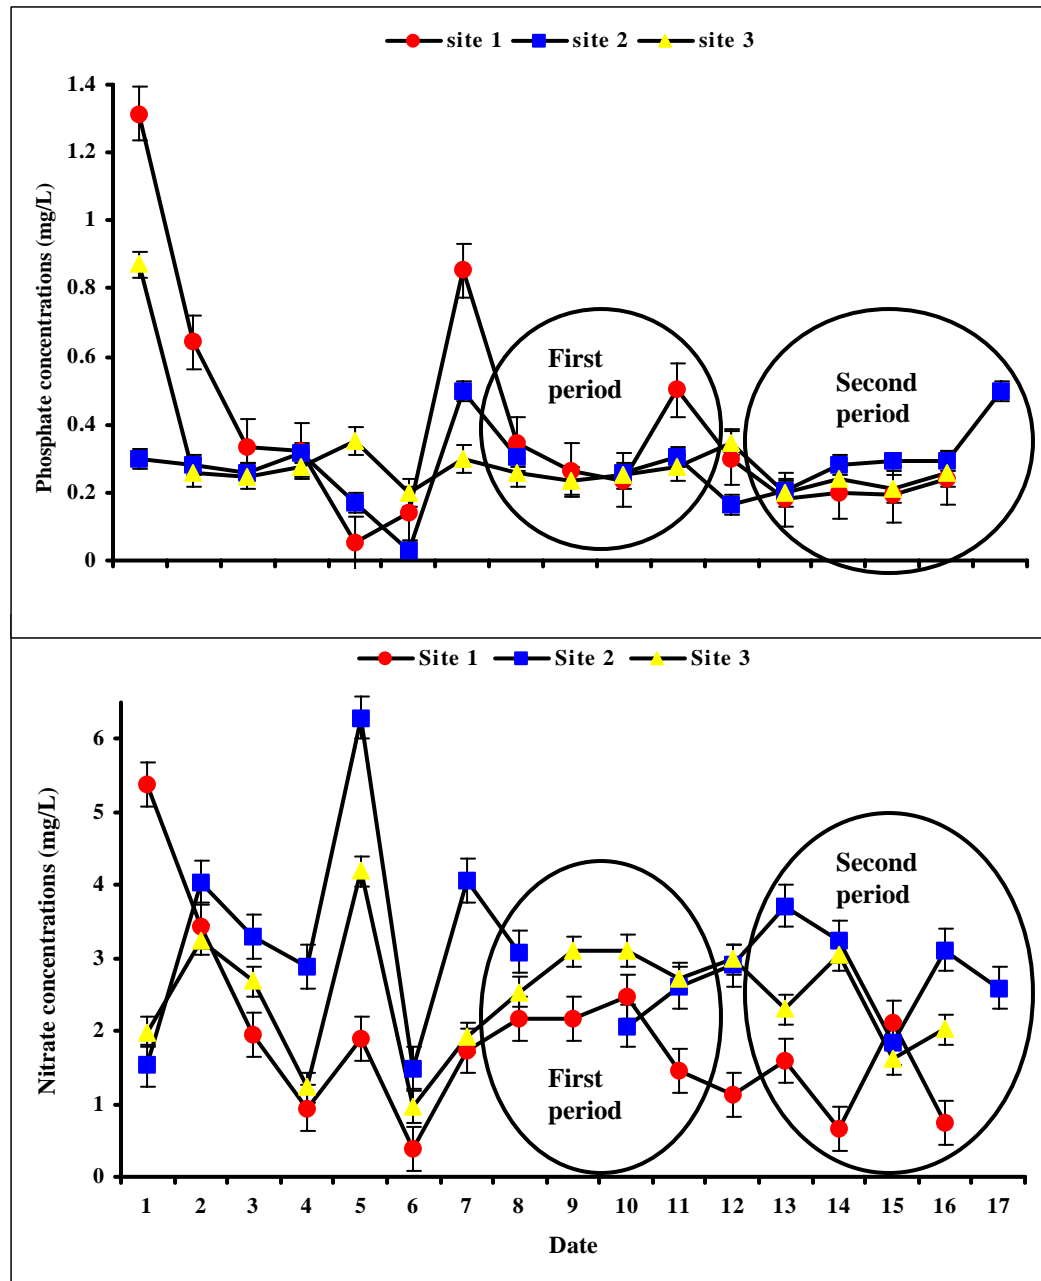 site 1 site 2 site 3
Phosphate concentrations (mg/L)
1.4
1.2
1
0.8
0.6
0.4
0.2
0
First
period
Second
period
Site 1 Site 2 Site 3
Nitrate concentrations (mg/L)
6
5
4
3
2
1
0
Second
period
First
period
1 2 3 4 5 6 7 8 9 10 11 12 13 14 15 16 17
Date